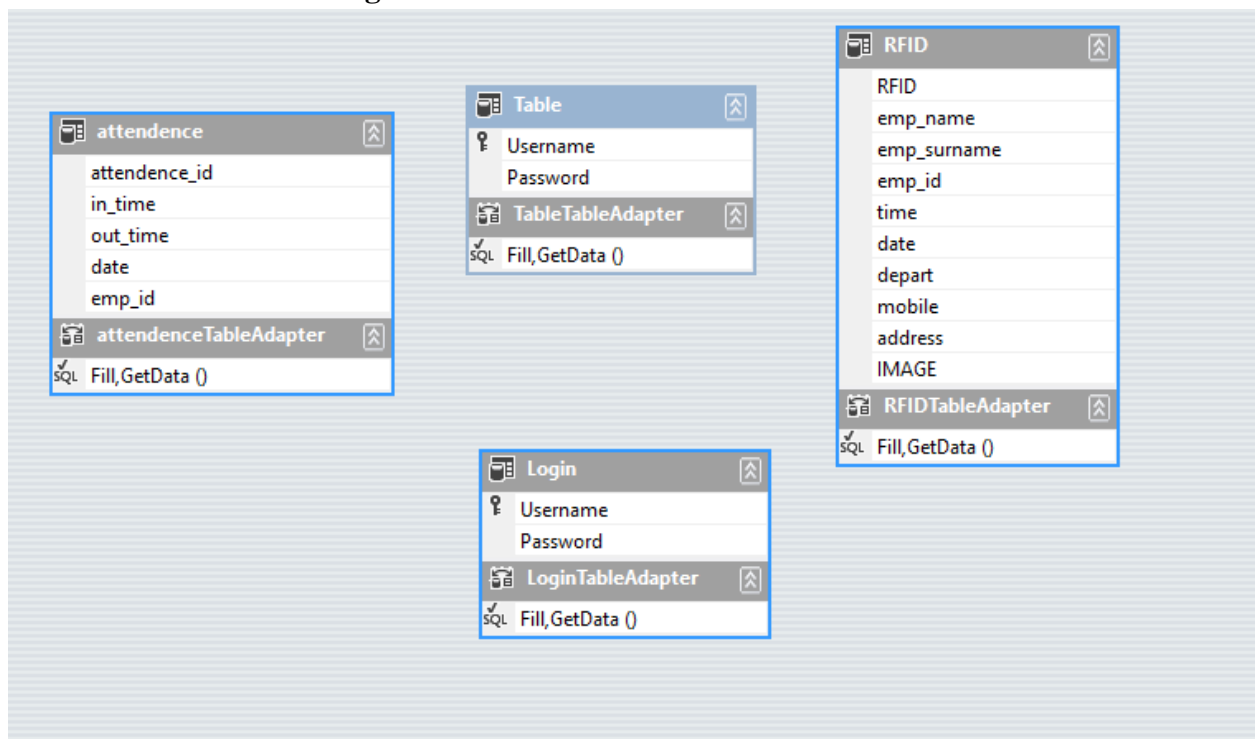 attendence
attendence_id
in_time
out_time
date
emp_id
attendenceTableAdapter
SQL Fill,GetData ()
Table
Username
Password
TableTableAdapter
SQL Fill,GetData ()
Login
Username
Password
LoginTableAdapter
SQL Fill,GetData ()
RFID
RFID
emp_name
emp_surname
emp_id
time
date
depart
mobile
address
IMAGE
RFIDTableAdapter
SQL Fill,GetData ()